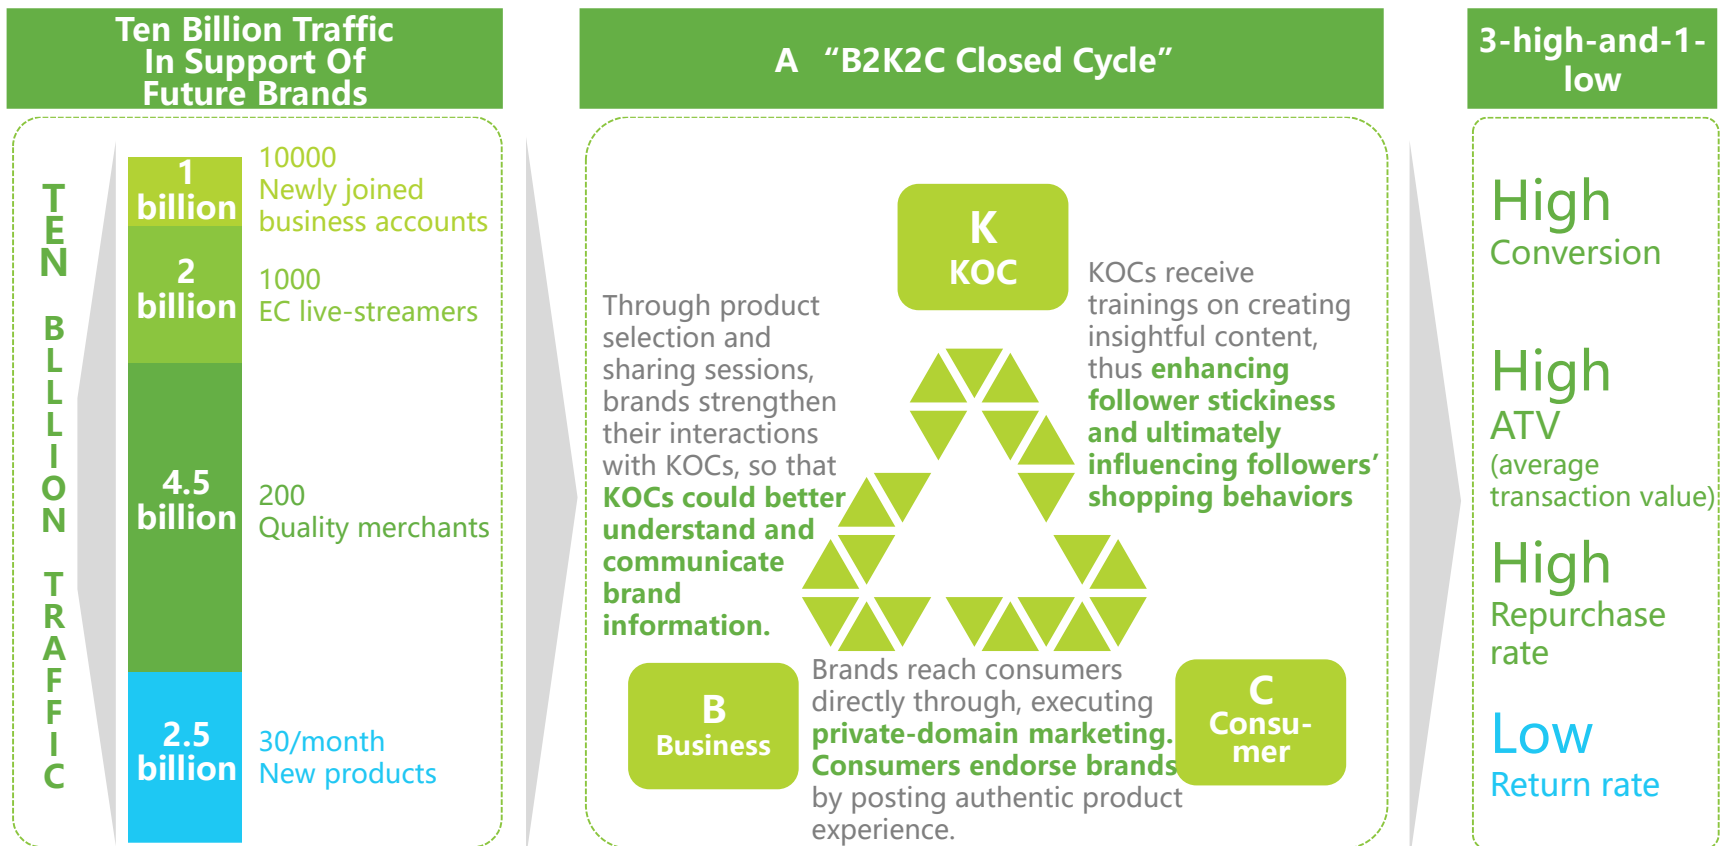 Ten Billion Traffic
In Support Of
Future Brands
TEN BLLLION TRAFFIC
1
billion
10000
Newly joined
business accounts
2
billion
1000
EC live-streamers
4.5
billion
200
Quality merchants
2.5
billion
30/month
New products
A “B2K2C Closed Cycle”
K
KOC
Through product
selection and
sharing sessions,
brands strengthen
their interactions
with KOCs, so that
KOCs could better
understand and
communicate
brand
information.
KOCs receive
trainings on creating
insightful content,
thus enhancing
follower stickiness
and ultimately
influencing followers’
shopping behaviors
B
Business
Brands reach consumers
directly through, executing
private-domain marketing.
Consumers endorse brands
by posting authentic product
experience.
C
Consu-
mer
3-high-and-1-
low
High
Conversion
High
ATV
(average
transaction value)
High
Repurchase
rate
Low
Return rate